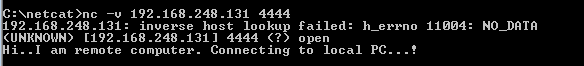 C:\netcat>nc -v 192.168.248.131 4444
192.168.248.131: inverse host lookup failed: h_errno 11004: NO_DATA
(UNKNOWN) [192.168.248.131] 4444 (?) open
Hi..I am remote computer. Connecting to local PC...!